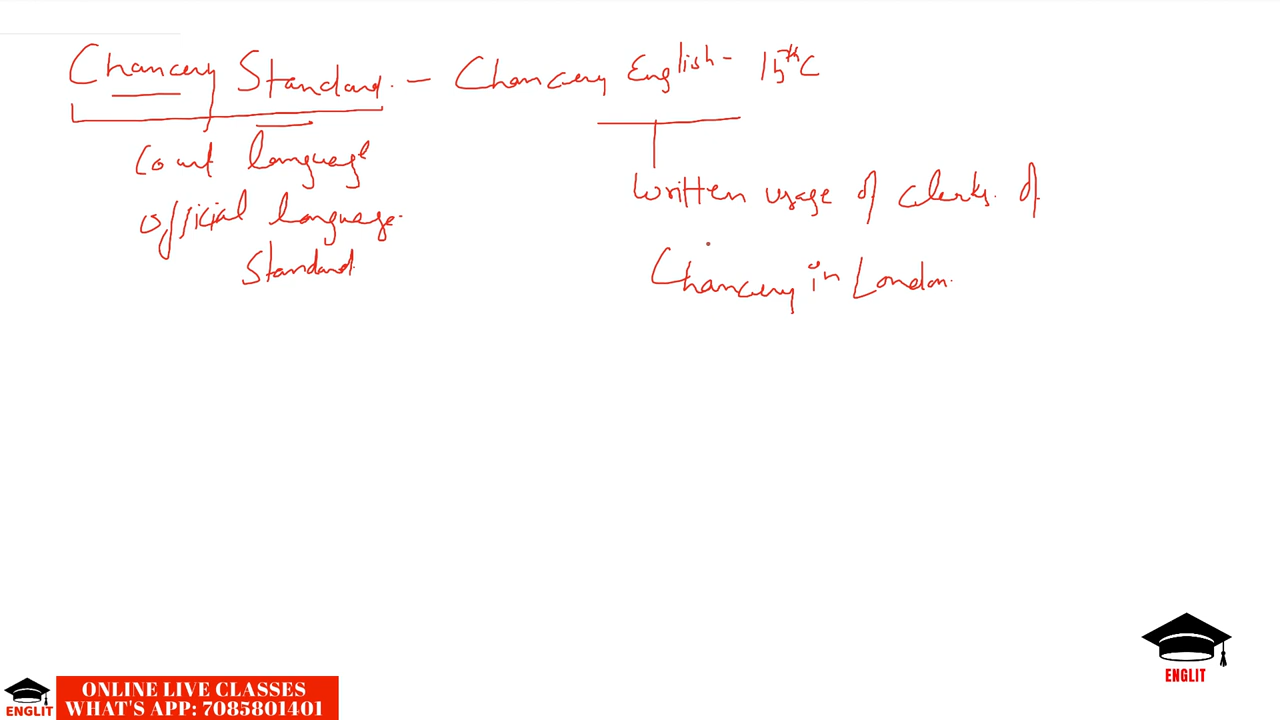 Chancery Standard. – Chancery English – 15th C
Court language
official language.
Standard.
Written usage of clerks. of
Chancery in London.
ENGLIT
ONLINE LIVE CLASSES
WHAT'S APP: 7085801401
ENGLIT